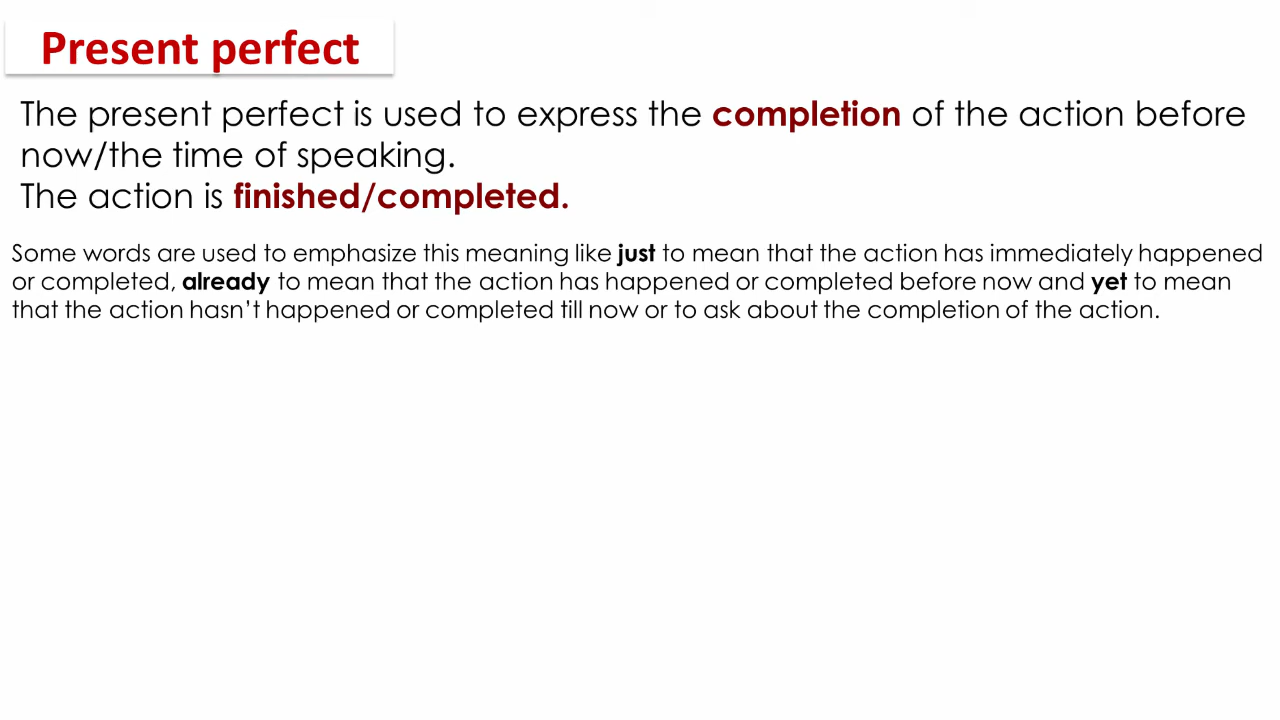 Present perfect
The present perfect is used to express the completion of the action before
now/the time of speaking.
The action is finished/completed.
Some words are used to emphasize this meaning like just to mean that the action has immediately happened
or completed, already to mean that the action has happened or completed before now and yet to mean
that the action hasn’t happened or completed till now or to ask about the completion of the action.